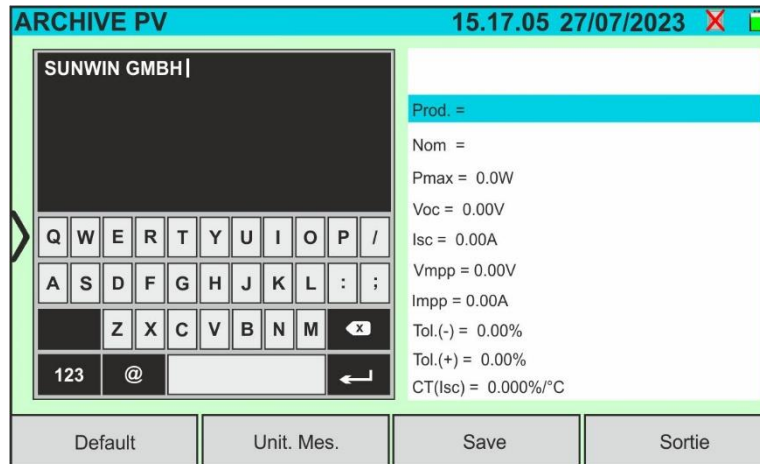 ARCHIVE PV 15.17.05 27/07/2023
SUNWIN GMBH
Q W E R T Y U I O P /
A S D F G H J K L : ;
Z X C V B N M x
123 @
Prod. =
Nom =
Pmax = 0.0W
Voc = 0.00V
Isc = 0.00A
Vmpp = 0.00V
Impp = 0.00A
Tol.(-) = 0.00%
Tol.(+) = 0.00%
CT(Isc) = 0.000%/°C
Default Unit. Mes. Save Sortie